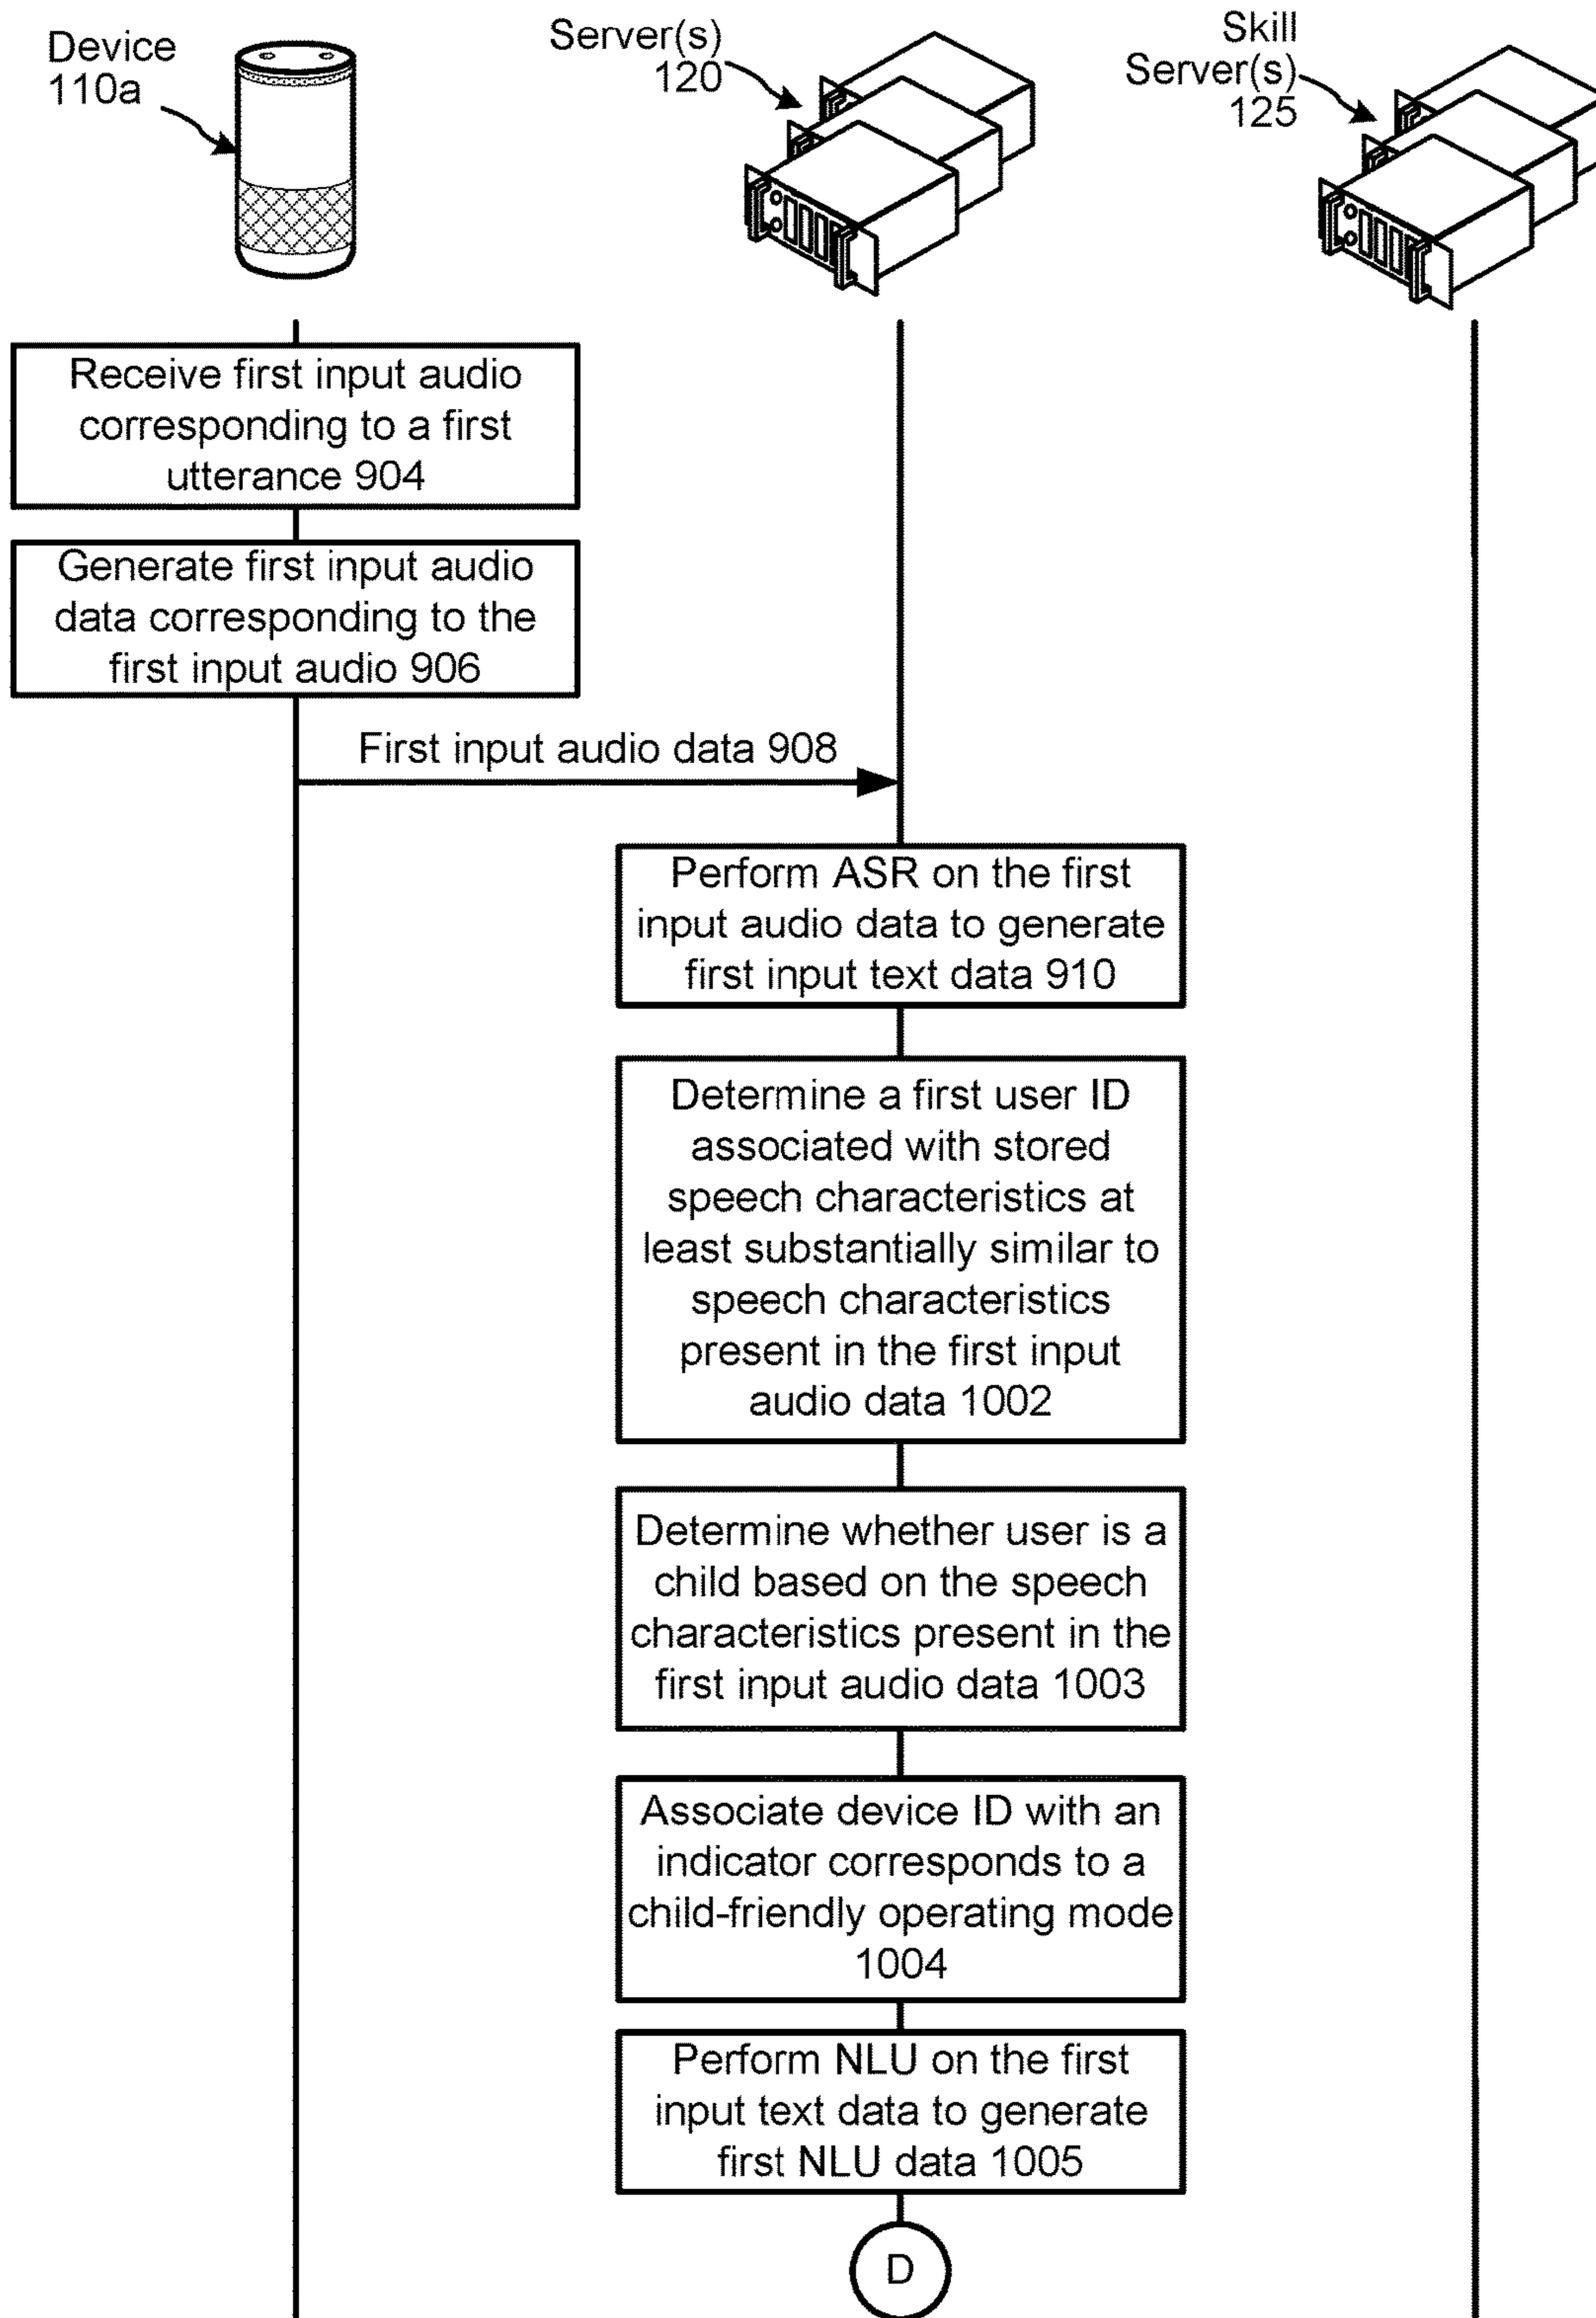 Device
110a
Server(s)
120
Skill
Server(s)
125
Receive first input audio
corresponding to a first
utterance 904
Generate first input audio
data corresponding to the
first input audio 906
First input audio data 908
Perform ASR on the first
input audio data to generate
first input text data 910
Determine a first user ID
associated with stored
speech characteristics at
least substantially similar to
speech characteristics
present in the first input
audio data 1002
Determine whether user is a
child based on the speech
characteristics present in the
first input audio data 1003
Associate device ID with an
indicator corresponds to a
child-friendly operating mode
1004
Perform NLU on the first
input text data to generate
first NLU data 1005
D